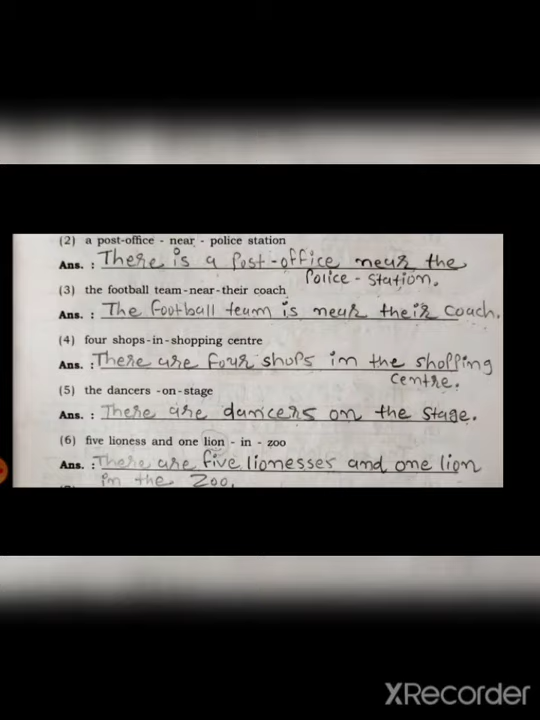 (2) a post-office - near - police station
Ans. : There is a Post-office near the
Police-station.
(3) the football team-near-their coach
Ans. : The football team is near their coach.
(4) four shops-in-shopping centre
Ans. : There are four shops in the shopping
centre.
(5) the dancers -on-stage
Ans. : There are dancers on the stage.
(6) five lioness and one lion - in - zoo
Ans. : There are five lionesses and one lion
in the Zoo.
XRecorder